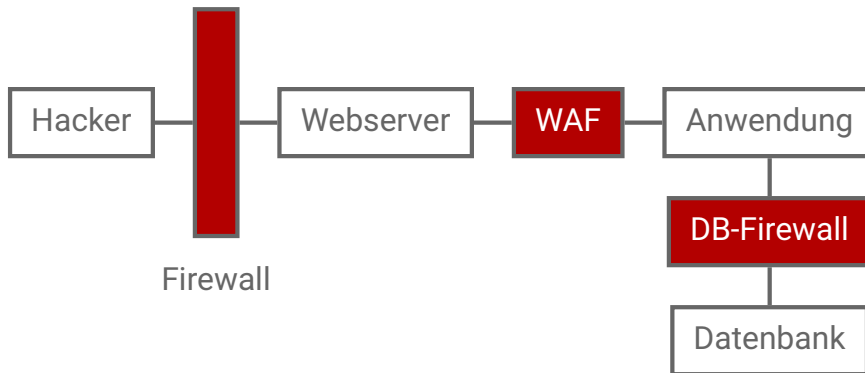 Hacker
Webserver
WAF
Anwendung
DB-Firewall
Firewall
Datenbank